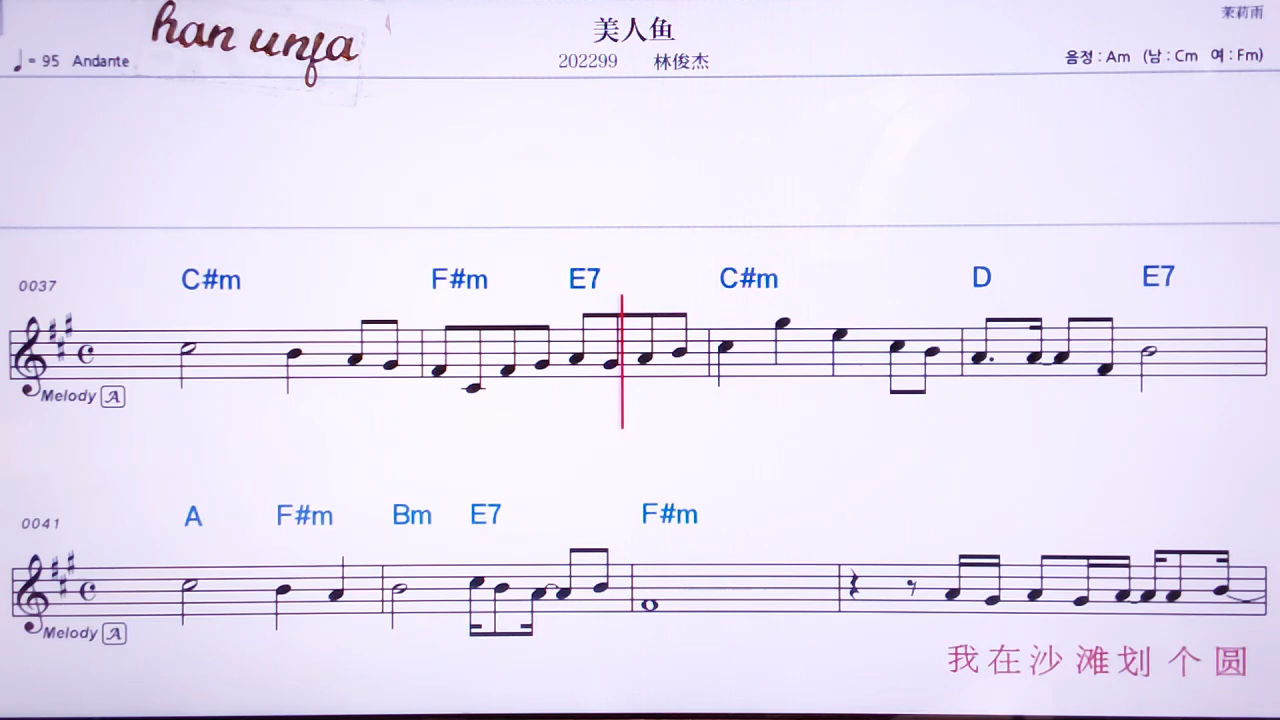 han unfa
美人鱼
茉莉雨
♩= 95 Andante
202299 林俊杰
음정 : Am (남 : Cm 여 : Fm)
0037 C#m F#m E7 C#m D E7
Melody A
0041 A F#m Bm E7 F#m
Melody A
我在沙滩划个圆